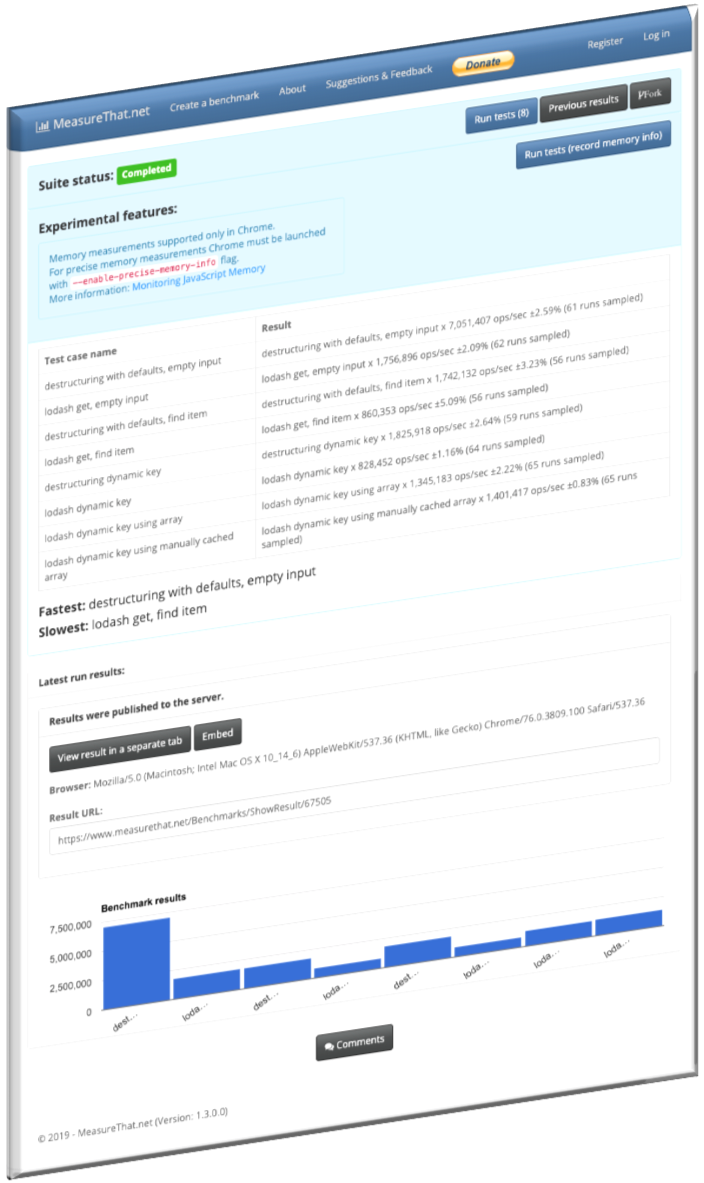 MeasureThat.net Create a benchmark About Suggestions & Feedback Donate Register Log in
Run tests (8) Previous results Fork
Suite status: Completed
Run tests (record memory info)
Experimental features:
Memory measurements supported only in Chrome.
For precise memory measurements Chrome must be launched
with --enable-precise-memory-info flag.
More information: Monitoring JavaScript Memory
Test case name Result
destructuring with defaults, empty input destructuring with defaults, empty input x 7,051,407 ops/sec ±2.59% (61 runs sampled)
lodash get, empty input lodash get, empty input x 1,756,896 ops/sec ±2.09% (62 runs sampled)
destructuring with defaults, find item destructuring with defaults, find item x 1,742,132 ops/sec ±3.23% (56 runs sampled)
lodash get, find item lodash get, find item x 860,353 ops/sec ±5.09% (56 runs sampled)
destructuring dynamic key destructuring dynamic key x 1,825,918 ops/sec ±2.64% (59 runs sampled)
lodash dynamic key lodash dynamic key x 828,452 ops/sec ±1.16% (64 runs sampled)
lodash dynamic key using array lodash dynamic key using array x 1,345,183 ops/sec ±2.22% (65 runs sampled)
lodash dynamic key using manually cached lodash dynamic key using manually cached array x 1,401,417 ops/sec ±0.83% (65 runs
array sampled)
Fastest: destructuring with defaults, empty input
Slowest: lodash get, find item
Latest run results:
Results were published to the server.
View result in a separate tab Embed
Browser: Mozilla/5.0 (Macintosh; Intel Mac OS X 10_14_6) AppleWebKit/537.36 (KHTML, like Gecko) Chrome/76.0.3809.100 Safari/537.36
Result URL:
https://www.measurethat.net/Benchmarks/ShowResult/67505
Benchmark results
7,500,000
5,000,000
2,500,000
0
dest... loda... dest... loda... dest... loda... loda... loda...
Comments
© 2019 - MeasureThat.net (Version: 1.3.0.0)